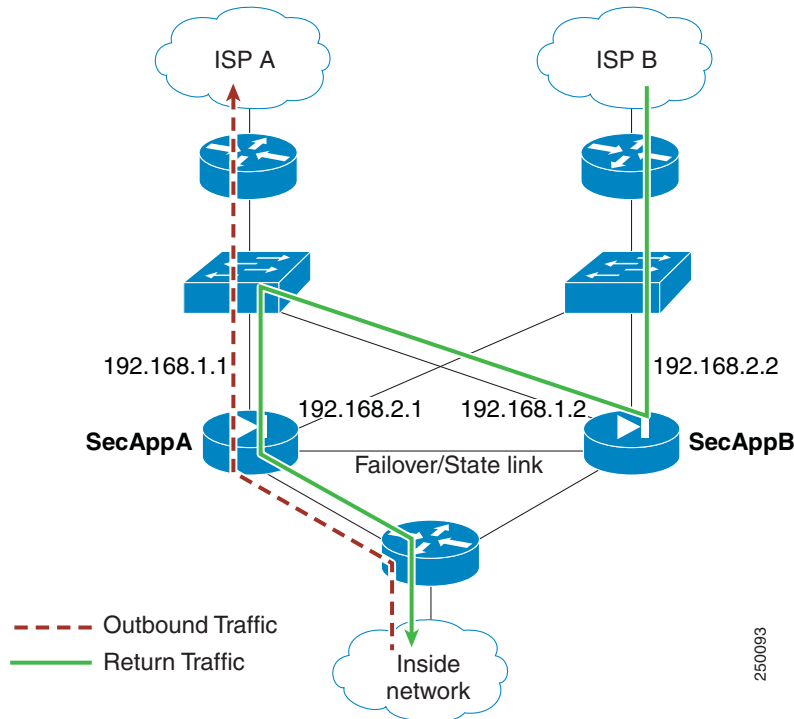 ISP A
ISP B
192.168.1.1
192.168.2.2
192.168.2.1
192.168.1.2
SecAppA
SecAppB
Failover/State link
Outbound Traffic
Return Traffic
Inside
network
250093